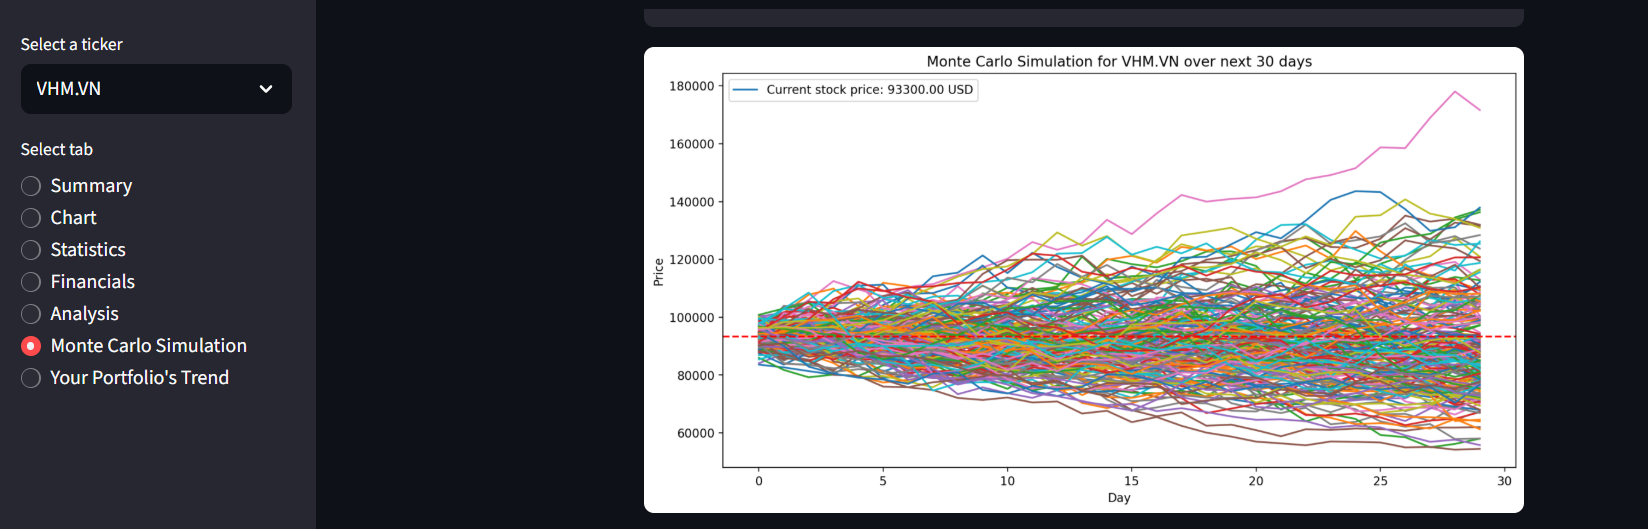 Select a ticker
VHM.VN
Select tab
Summary
Chart
Statistics
Financials
Analysis
Monte Carlo Simulation
Your Portfolio's Trend
Monte Carlo Simulation for VHM.VN over next 30 days
Current stock price: 93300.00 USD
Price
180000
160000
140000
120000
100000
80000
60000
0 5 10 15 20 25 30
Day